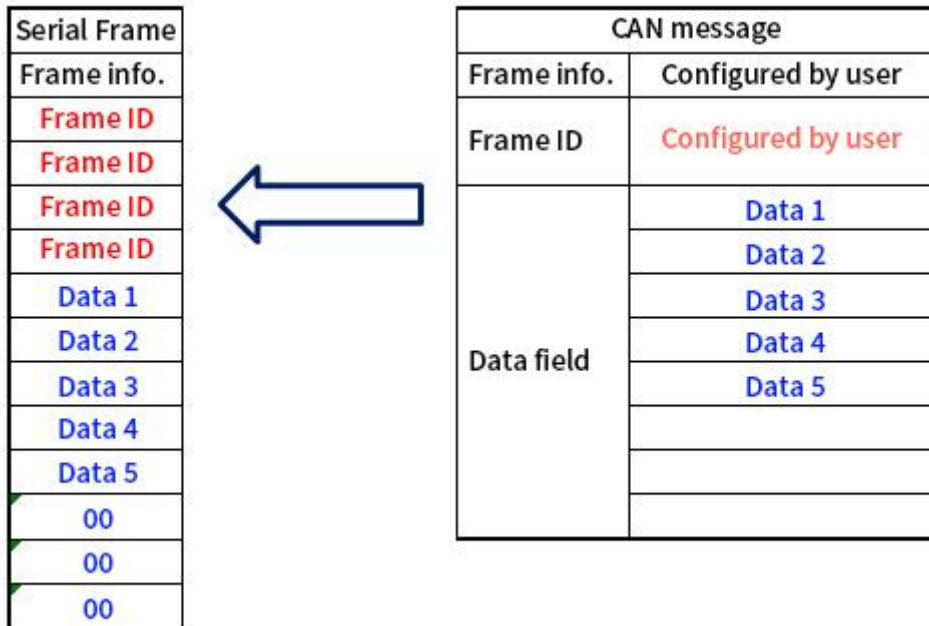 Serial Frame
Frame info.
Frame ID
Frame ID
Frame ID
Frame ID
Data 1
Data 2
Data 3
Data 4
Data 5
00
00
00
CAN message
Frame info. Configured by user
Frame ID Configured by user
Data field
Data 1
Data 2
Data 3
Data 4
Data 5